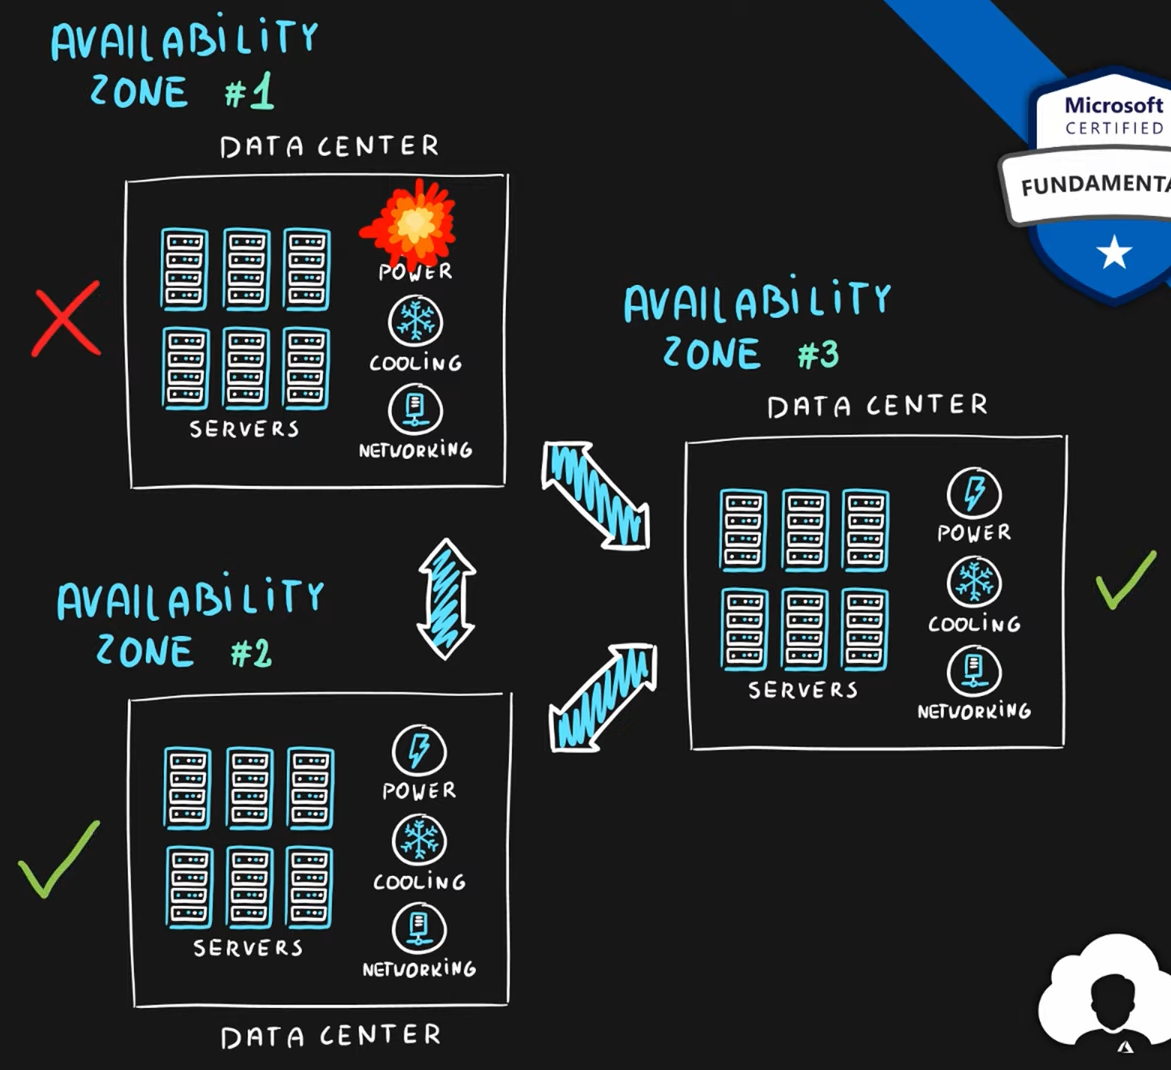 AVAILABILITY
ZONE #1
DATA CENTER
POWER
COOLING
NETWORKING
SERVERS
Microsoft
CERTIFIED
FUNDAMENTA
AVAILABILITY
ZONE #3
DATA CENTER
POWER
COOLING
NETWORKING
SERVERS
AVAILABILITY
ZONE #2
POWER
COOLING
NETWORKING
SERVERS
DATA CENTER